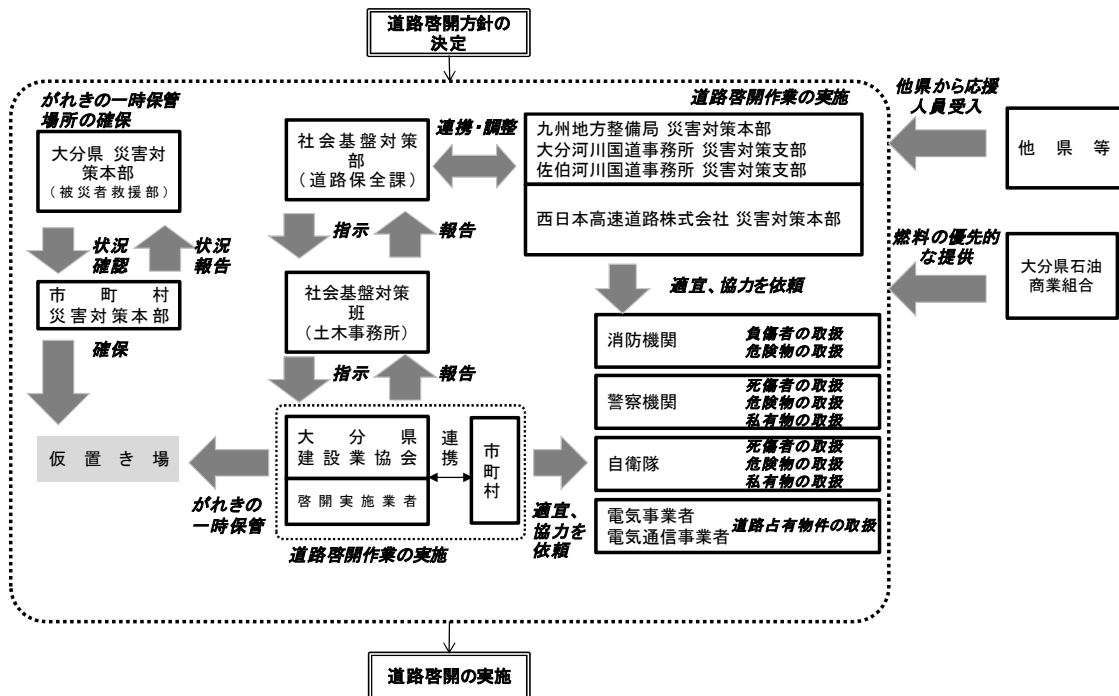 道路啓開方針の
決定
がれきの一時保管
場所の確保
大分県 災害対
策本部
（被災者救援部）
状況
確認
状況
報告
市町村
災害対策本部
確保
仮置き場
社会基盤対策
部
（道路保全課）
連携・調整
指示
報告
社会基盤対策
班
（土木事務所）
指示
報告
大分県
建設業協会
啓開実施業者
連携
市町村
がれきの
一時保管
道路啓開作業の実施
適宜、
協力を
依頼
道路啓開作業の実施
九州地方整備局 災害対策本部
大分河川国道事務所 災害対策支部
佐伯河川国道事務所 災害対策支部
西日本高速道路株式会社 災害対策本部
適宜、協力を依頼
消防機関
負傷者の取扱
危険物の取扱
警察機関
死傷者の取扱
危険物の取扱
私有物の取扱
自衛隊
死傷者の取扱
危険物の取扱
私有物の取扱
電気事業者
電気通信事業者
道路占有物件の取扱
他県から応援
人員受入
他県等
燃料の優先的
な提供
大分県石油
商業組合
道路啓開の実施